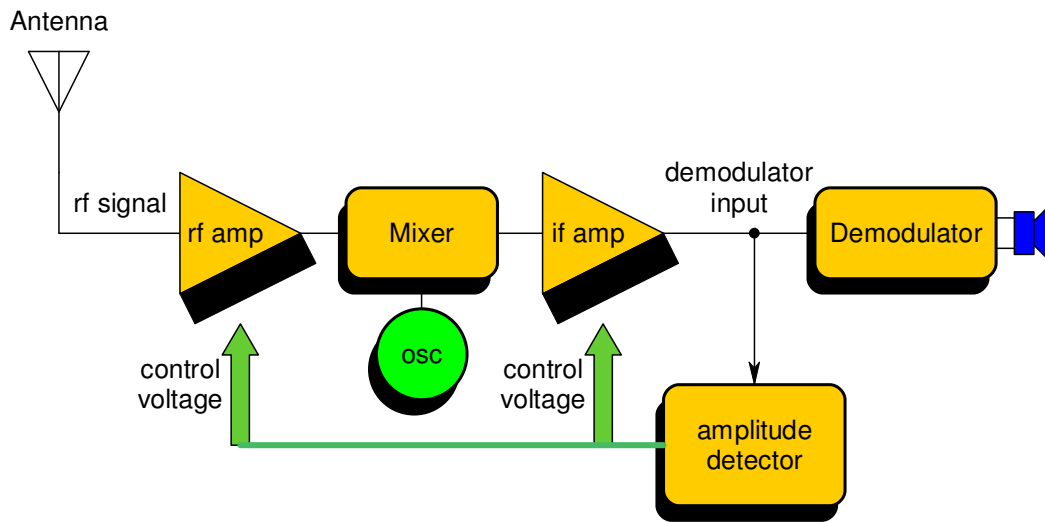 Antenna
rf signal
rf amp
Mixer
osc
if amp
demodulator
input
Demodulator
control
voltage
control
voltage
amplitude
detector